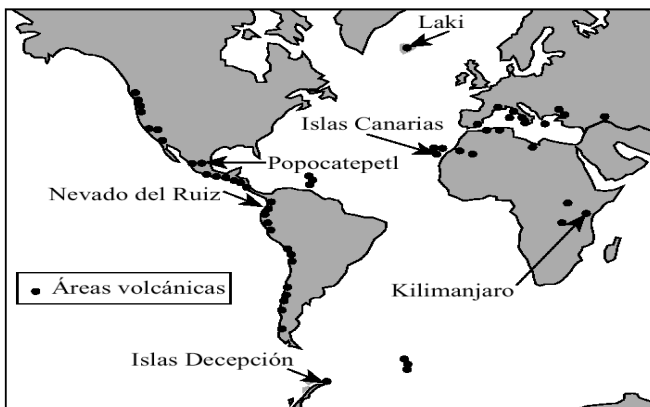 Laki
Islas Canarias
Popocatepetl
Nevado del Ruiz
Áreas volcánicas
Kilimanjaro
Islas Decepción